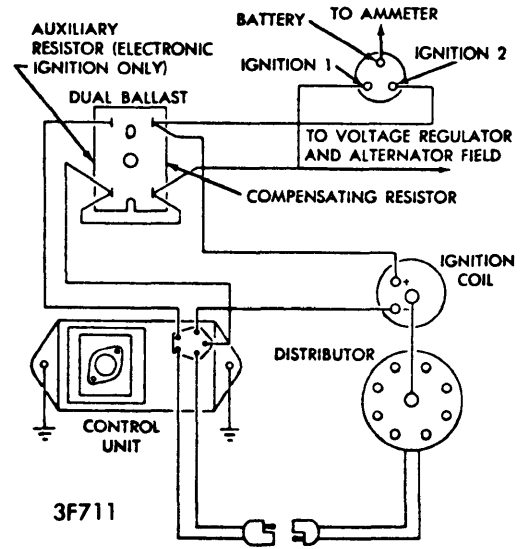 AUXILIARY
RESISTOR (ELECTRONIC
IGNITION ONLY)
BATTERY
TO AMMETER
IGNITION 1
IGNITION 2
DUAL BALLAST
TO VOLTAGE REGULATOR
AND ALTERNATOR FIELD
COMPENSATING RESISTOR
IGNITION
COIL
+
-
DISTRIBUTOR
CONTROL
UNIT
3F711